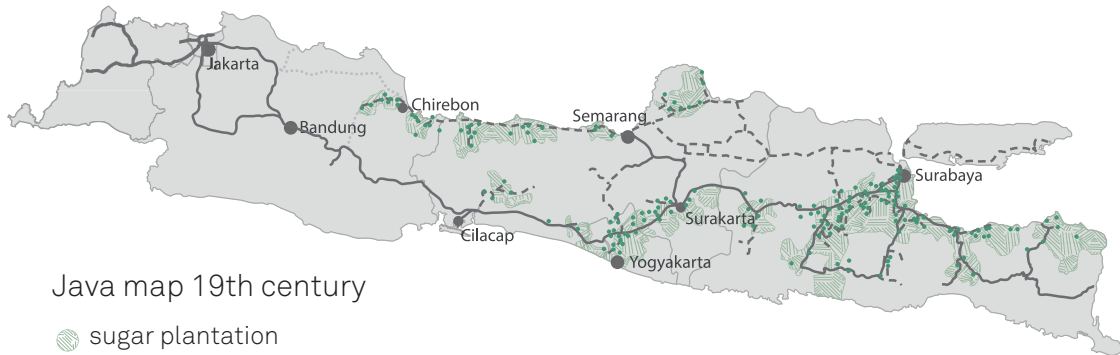 Jakarta
Chirebon
Bandung
Semarang
Surabaya
Surakarta
Cilacap
Yogyakarta
Java map 19th century
sugar plantation